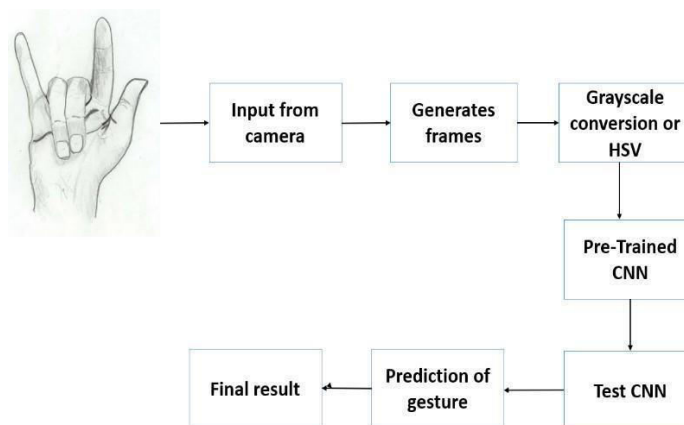 Input from
camera
Generates
frames
Grayscale
conversion or
HSV
Pre-Trained
CNN
Test CNN
Prediction of
gesture
Final result